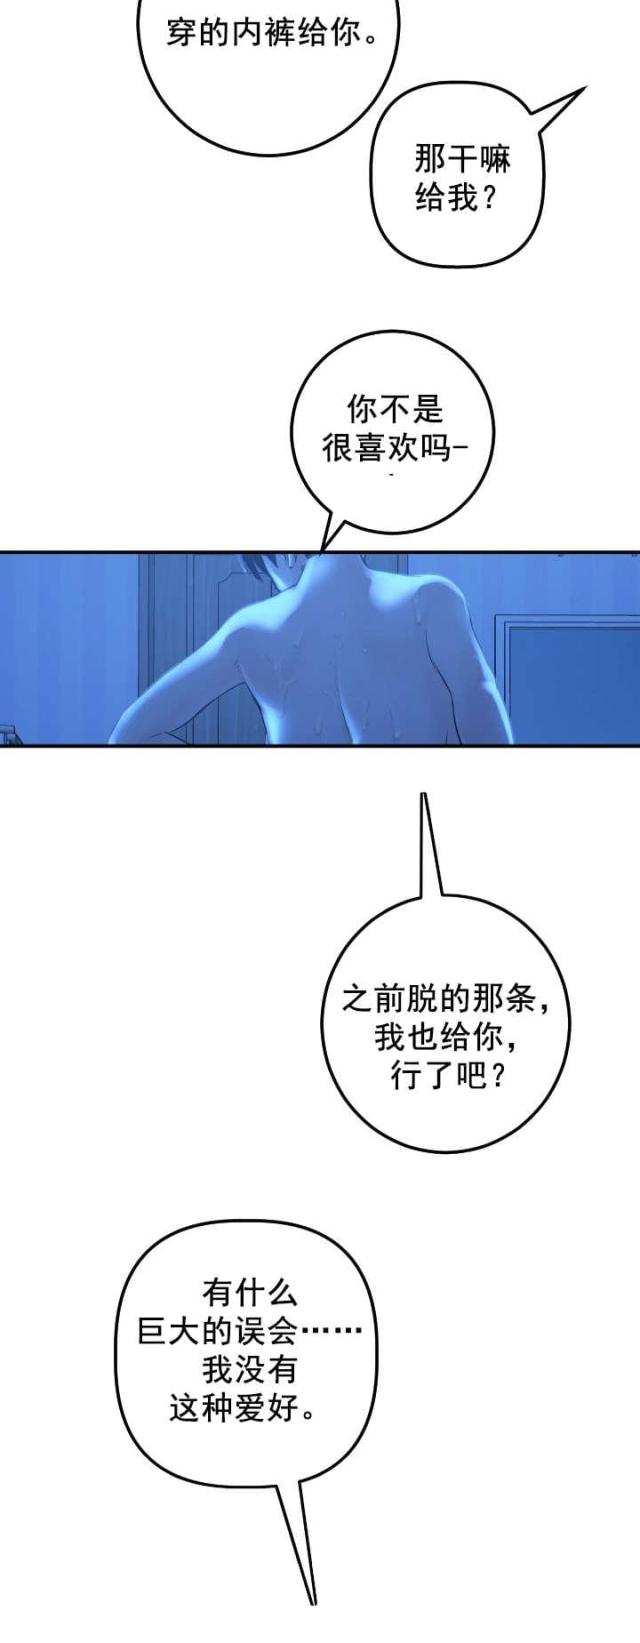 穿的内裤给你。
那干嘛
给我？
你不是
很喜欢吗-
之前脱的那条，
我也给你，
行了吧？
有什么
巨大的误会……
我没有
这种爱好。